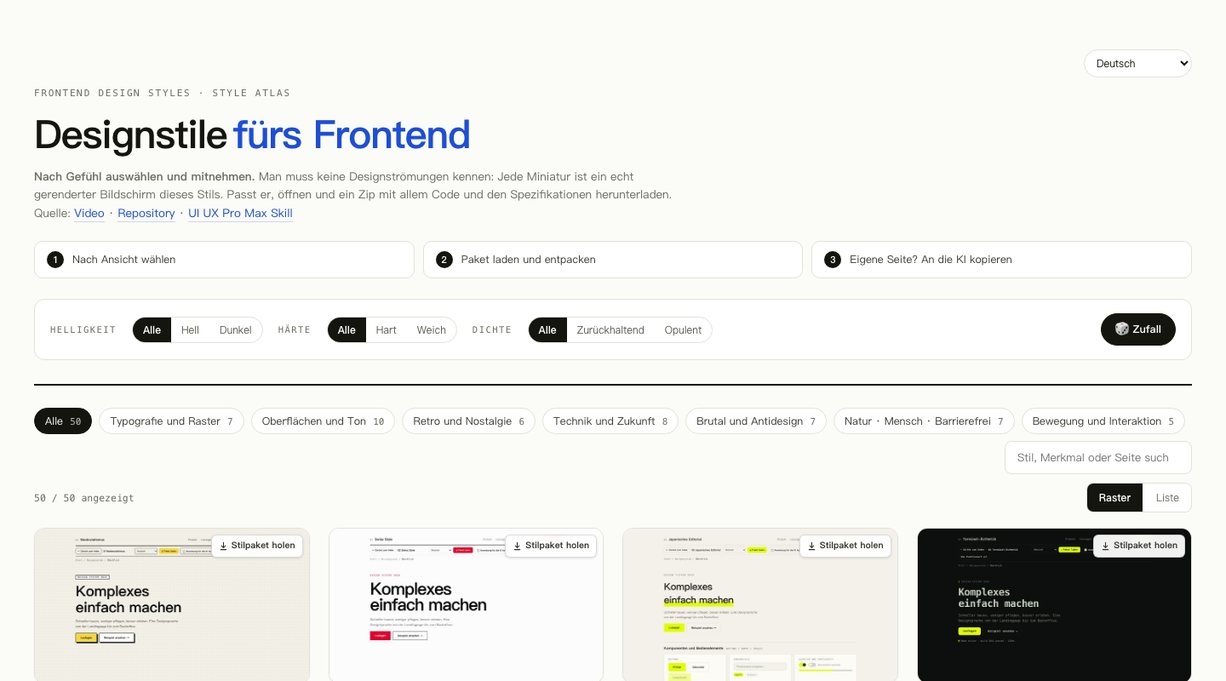 Deutsch
FRONTEND DESIGN STYLES · STYLE ATLAS
Designstile fürs Frontend
Nach Gefühl auswählen und mitnehmen. Man muss keine Designströmungen kennen: Jede Miniatur ist ein echt
gerenderter Bildschirm dieses Stils. Passt er, öffnen und ein Zip mit allem Code und den Spezifikationen herunterladen.
Quelle: Video · Repository · UI UX Pro Max Skill
1 Nach Ansicht wählen
2 Paket laden und entpacken
3 Eigene Seite? An die KI kopieren
HELLIGKEIT Alle Hell Dunkel HÄRTE Alle Hart Weich DICHTE Alle Zurückhaltend Opulent Zufall
Alle 50 Typografie und Raster 7 Oberflächen und Ton 10 Retro und Nostalgie 6 Technik und Zukunft 8 Brutal und Antidesign 7 Natur · Mensch · Barrierefrei 7 Bewegung und Interaktion 5
Stil, Merkmal oder Seite such
50 / 50 angezeigt
Raster Liste
Stilpaket holen
Komplexes
einfach machen
Stilpaket holen
Komplexes
einfach machen
Stilpaket holen
Komplexes
einfach machen
Stilpaket holen
Komplexes
einfach machen